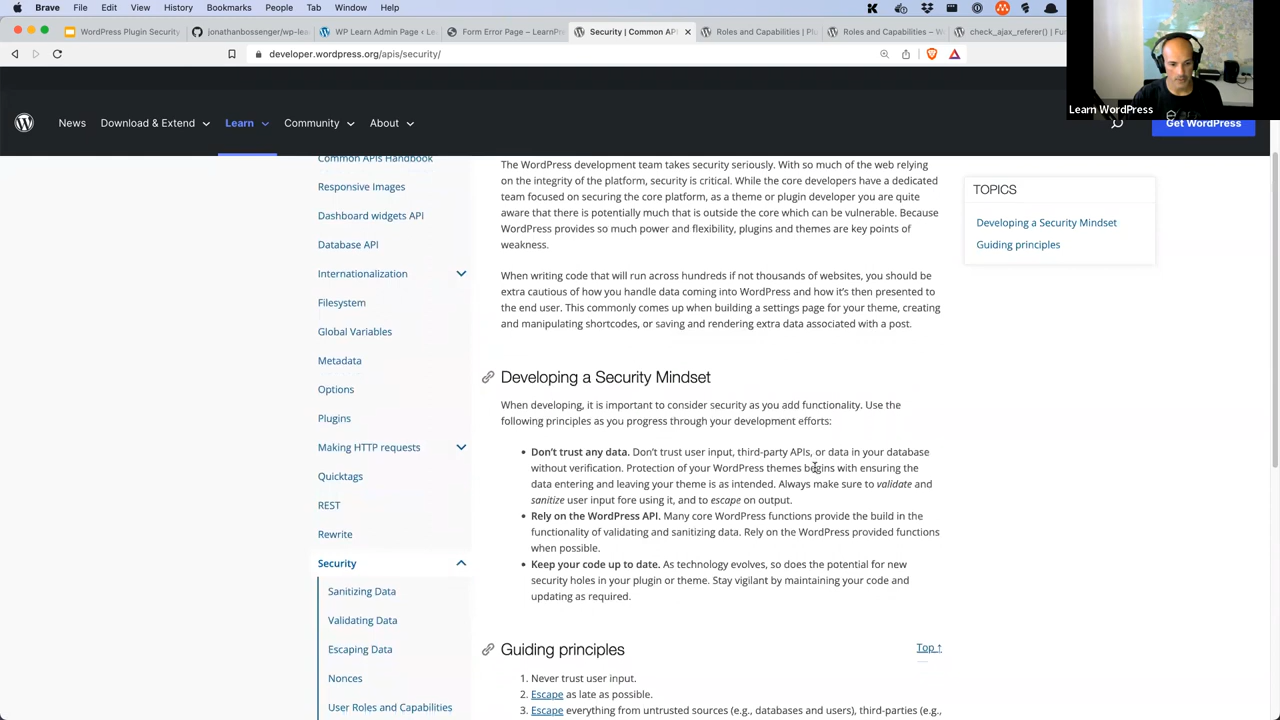 Brave File Edit View History Bookmarks People Tab Window Help
WordPress Plugin Security
jonathanbossenger/wp-lea
WP Learn Admin Page ‹ Le
Form Error Page – LearnPr
Security | Common API
Roles and Capabilities | Plu
Roles and Capabilities – W
check_ajax_referer() | Fun
developer.wordpress.org/apis/security/
Learn WordPress
News Download & Extend Learn Community About Get WordPress
Common APIs Handbook
Responsive Images
Dashboard widgets API
Database API
Internationalization
Filesystem
Global Variables
Metadata
Options
Plugins
Making HTTP requests
Quicktags
REST
Rewrite
Security
Sanitizing Data
Validating Data
Escaping Data
Nonces
User Roles and Capabilities
The WordPress development team takes security seriously. With so much of the web relying
on the integrity of the platform, security is critical. While the core developers have a dedicated
team focused on securing the core platform, as a theme or plugin developer you are quite
aware that there is potentially much that is outside the core which can be vulnerable. Because
WordPress provides so much power and flexibility, plugins and themes are key points of
weakness.
When writing code that will run across hundreds if not thousands of websites, you should be
extra cautious of how you handle data coming into WordPress and how it’s then presented to
the end user. This commonly comes up when building a settings page for your theme, creating
and manipulating shortcodes, or saving and rendering extra data associated with a post.
Developing a Security Mindset
When developing, it is important to consider security as you add functionality. Use the
following principles as you progress through your development efforts:
• Don’t trust any data. Don’t trust user input, third-party APIs, or data in your database
without verification. Protection of your WordPress themes begins with ensuring the
data entering and leaving your theme is as intended. Always make sure to validate and
sanitize user input fore using it, and to escape on output.
• Rely on the WordPress API. Many core WordPress functions provide the build in the
functionality of validating and sanitizing data. Rely on the WordPress provided functions
when possible.
• Keep your code up to date. As technology evolves, so does the potential for new
security holes in your plugin or theme. Stay vigilant by maintaining your code and
updating as required.
Guiding principles
Top ↑
1. Never trust user input.
2. Escape as late as possible.
3. Escape everything from untrusted sources (e.g., databases and users), third-parties (e.g.,
TOPICS
Developing a Security Mindset
Guiding principles